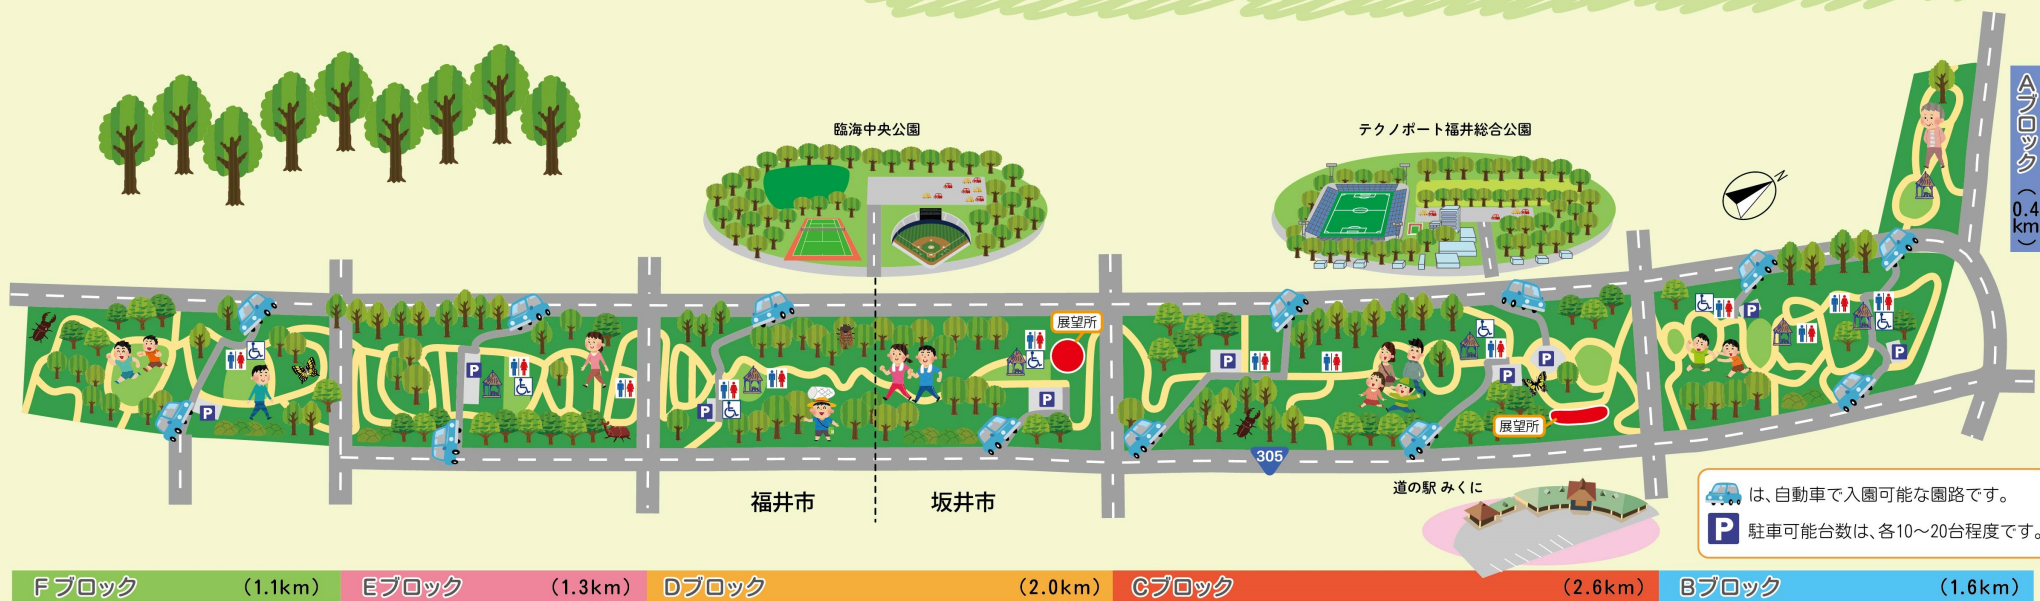 臨海中央公園
テクノポート福井総合公園
N
Aブロック
(0.4km)
展望所
P
P
P
P
P
P
P
P
P
展望所
305
道の駅 みくに
福井市
坂井市
は、自動車で入園可能な園路です。
P 駐車可能台数は、各10〜20台程度です。
Fブロック (1.1km)
Eブロック (1.3km)
Dブロック (2.0km)
Cブロック (2.6km)
Bブロック (1.6km)